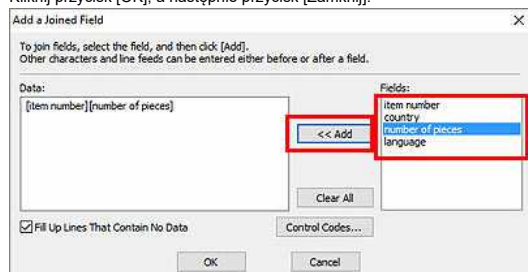 Kliknij przycisk [OK], a następnie przycisk [Zamknij].
Add a Joined Field
To join fields, select the field, and then click [Add].
Other characters and line feeds can be entered either before or after a field.
Data:
[item number][number of pieces]
<< Add
Clear All
Fields:
item number
country
number of pieces
language
Fill Up Lines That Contain No Data
Control Codes...
OK
Cancel